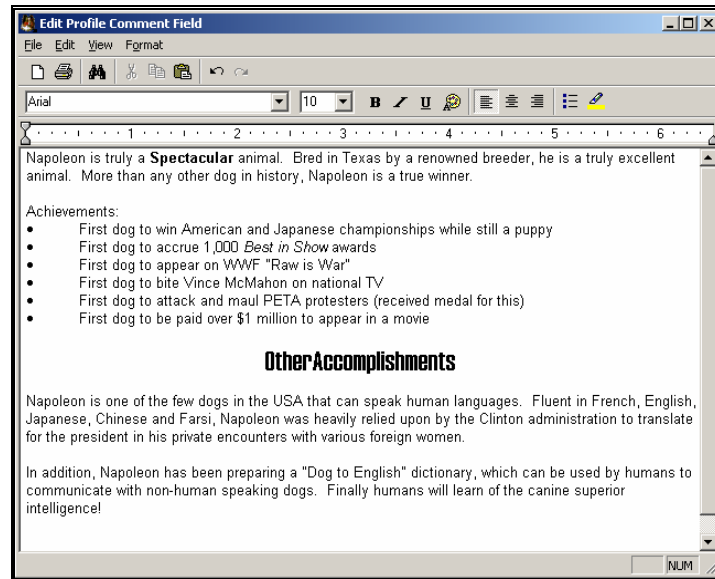 Edit Profile Comment Field
File Edit View Format
Arial 10 B I U
1 2 3 4 5 6
Napoleon is truly a Spectacular animal. Bred in Texas by a renowned breeder, he is a truly excellent
animal. More than any other dog in history, Napoleon is a true winner.
Achievements:
• First dog to win American and Japanese championships while still a puppy
• First dog to accrue 1,000 Best in Show awards
• First dog to appear on WWF "Raw is War"
• First dog to bite Vince McMahon on national TV
• First dog to attack and maul PETA protesters (received medal for this)
• First dog to be paid over $1 million to appear in a movie
Other Accomplishments
Napoleon is one of the few dogs in the USA that can speak human languages. Fluent in French, English,
Japanese, Chinese and Farsi, Napoleon was heavily relied upon by the Clinton administration to translate
for the president in his private encounters with various foreign women.
In addition, Napoleon has been preparing a "Dog to English" dictionary, which can be used by humans to
communicate with non-human speaking dogs. Finally humans will learn of the canine superior
intelligence!
NUM